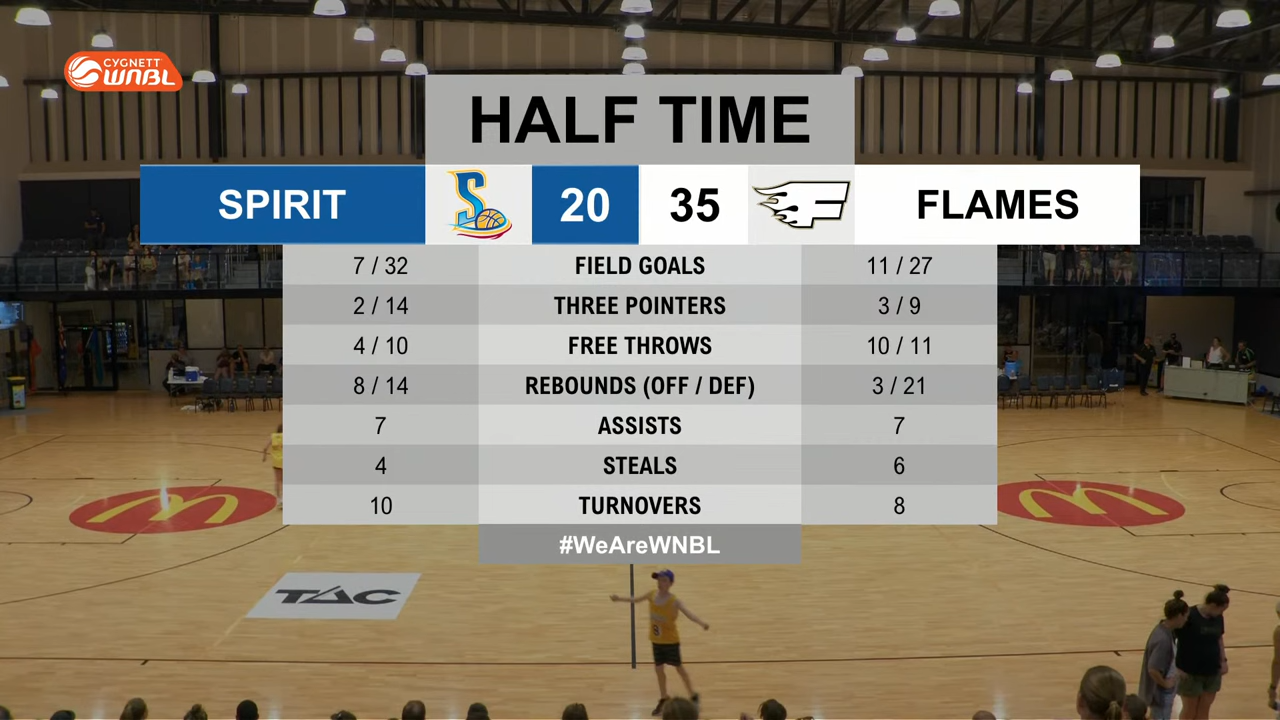 CYGNETT
WNBL
HALF TIME
SPIRIT S 20 35 F FLAMES
7 / 32 FIELD GOALS 11 / 27
2 / 14 THREE POINTERS 3 / 9
4 / 10 FREE THROWS 10 / 11
8 / 14 REBOUNDS (OFF / DEF) 3 / 21
7 ASSISTS 7
4 STEALS 6
10 TURNOVERS 8
#WeAreWNBL
TAC